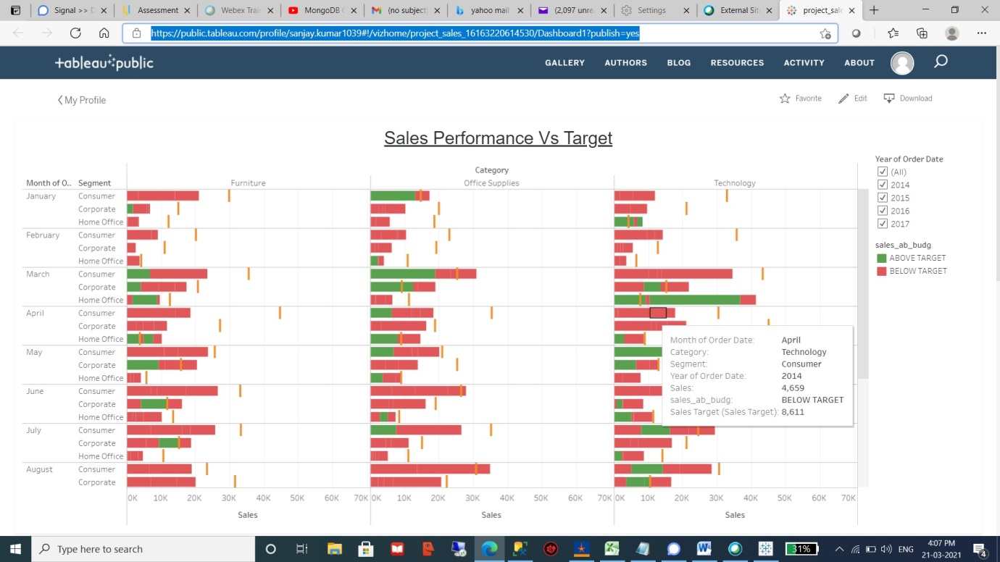 Signal >> D
Assessment
Webex Trai
MongoDB C
(no subject
yahoo mail
(2,097 unre
Settings
External Sit
project_sale
https://public.tableau.com/profile/sanjay.kumar1039#!/vizhome/project_sales_16163220614530/Dashboard1?publish=yes
+ableau public
GALLERY AUTHORS BLOG RESOURCES ACTIVITY ABOUT
My Profile
Favorite Edit Download
Sales Performance Vs Target
Category
Month of O.. Segment Furniture Office Supplies Technology
January Consumer
Corporate
Home Office
February Consumer
Corporate
Home Office
March Consumer
Corporate
Home Office
April Consumer
Corporate
Home Office
May Consumer
Corporate
Home Office
June Consumer
Corporate
Home Office
July Consumer
Corporate
Home Office
August Consumer
Corporate
0K 10K 20K 30K 40K 50K 60K 70K 0K 10K 20K 30K 40K 50K 60K 70K 0K 10K 20K 30K 40K 50K 60K 70K
Sales Sales Sales
Month of Order Date: April
Category: Technology
Segment: Consumer
Year of Order Date: 2014
Sales: 4,659
sales_ab_budg: BELOW TARGET
Sales Target (Sales Target): 8,611
Year of Order Date
(All)
2014
2015
2016
2017
sales_ab_budg
ABOVE TARGET
BELOW TARGET
Type here to search
31%
ENG
4:07 PM
21-03-2021
4